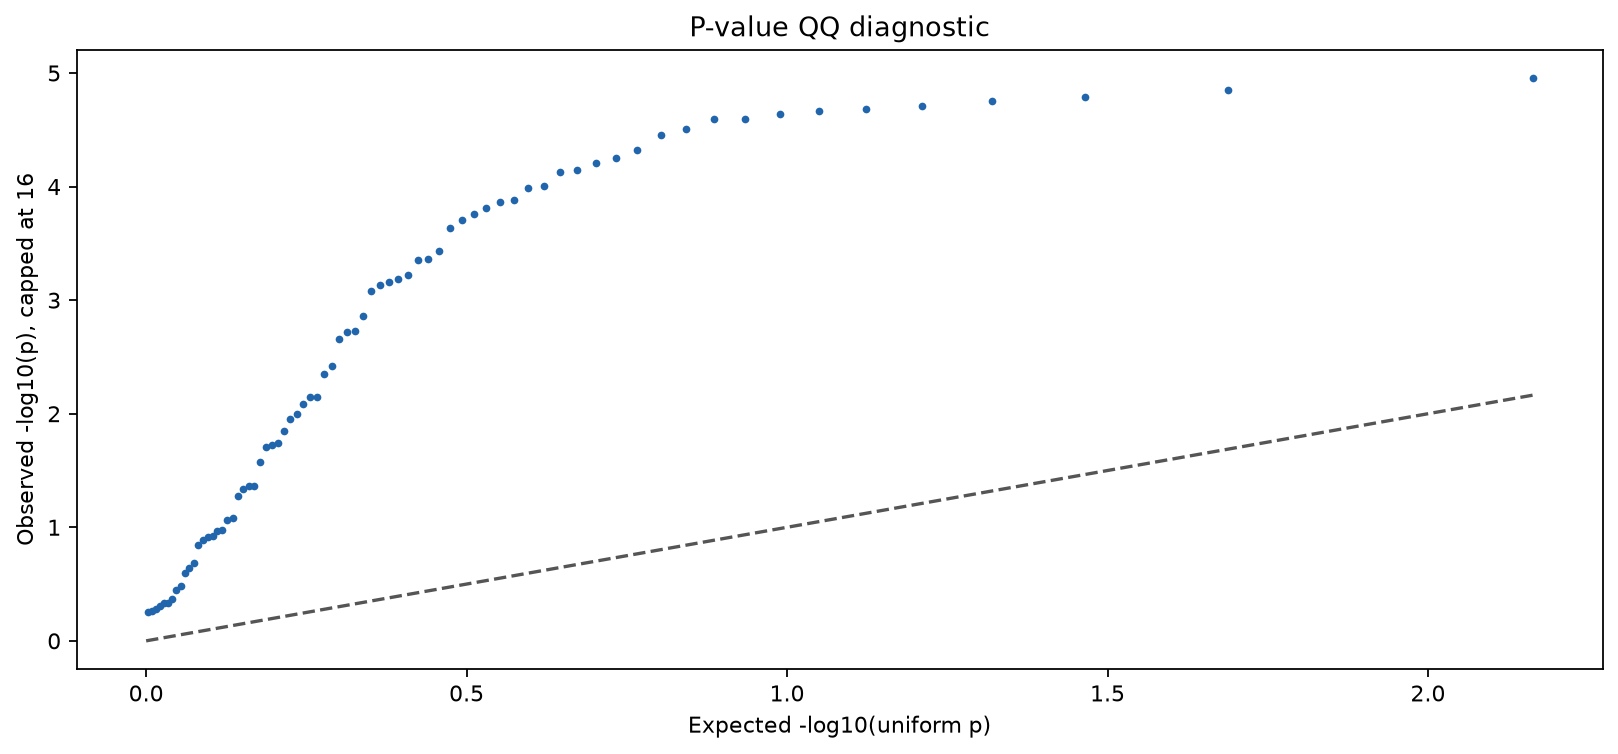 P-value QQ diagnostic
Observed -log10(p), capped at 16
5
4
3
2
1
0
0.0 0.5 1.0 1.5 2.0
Expected -log10(uniform p)